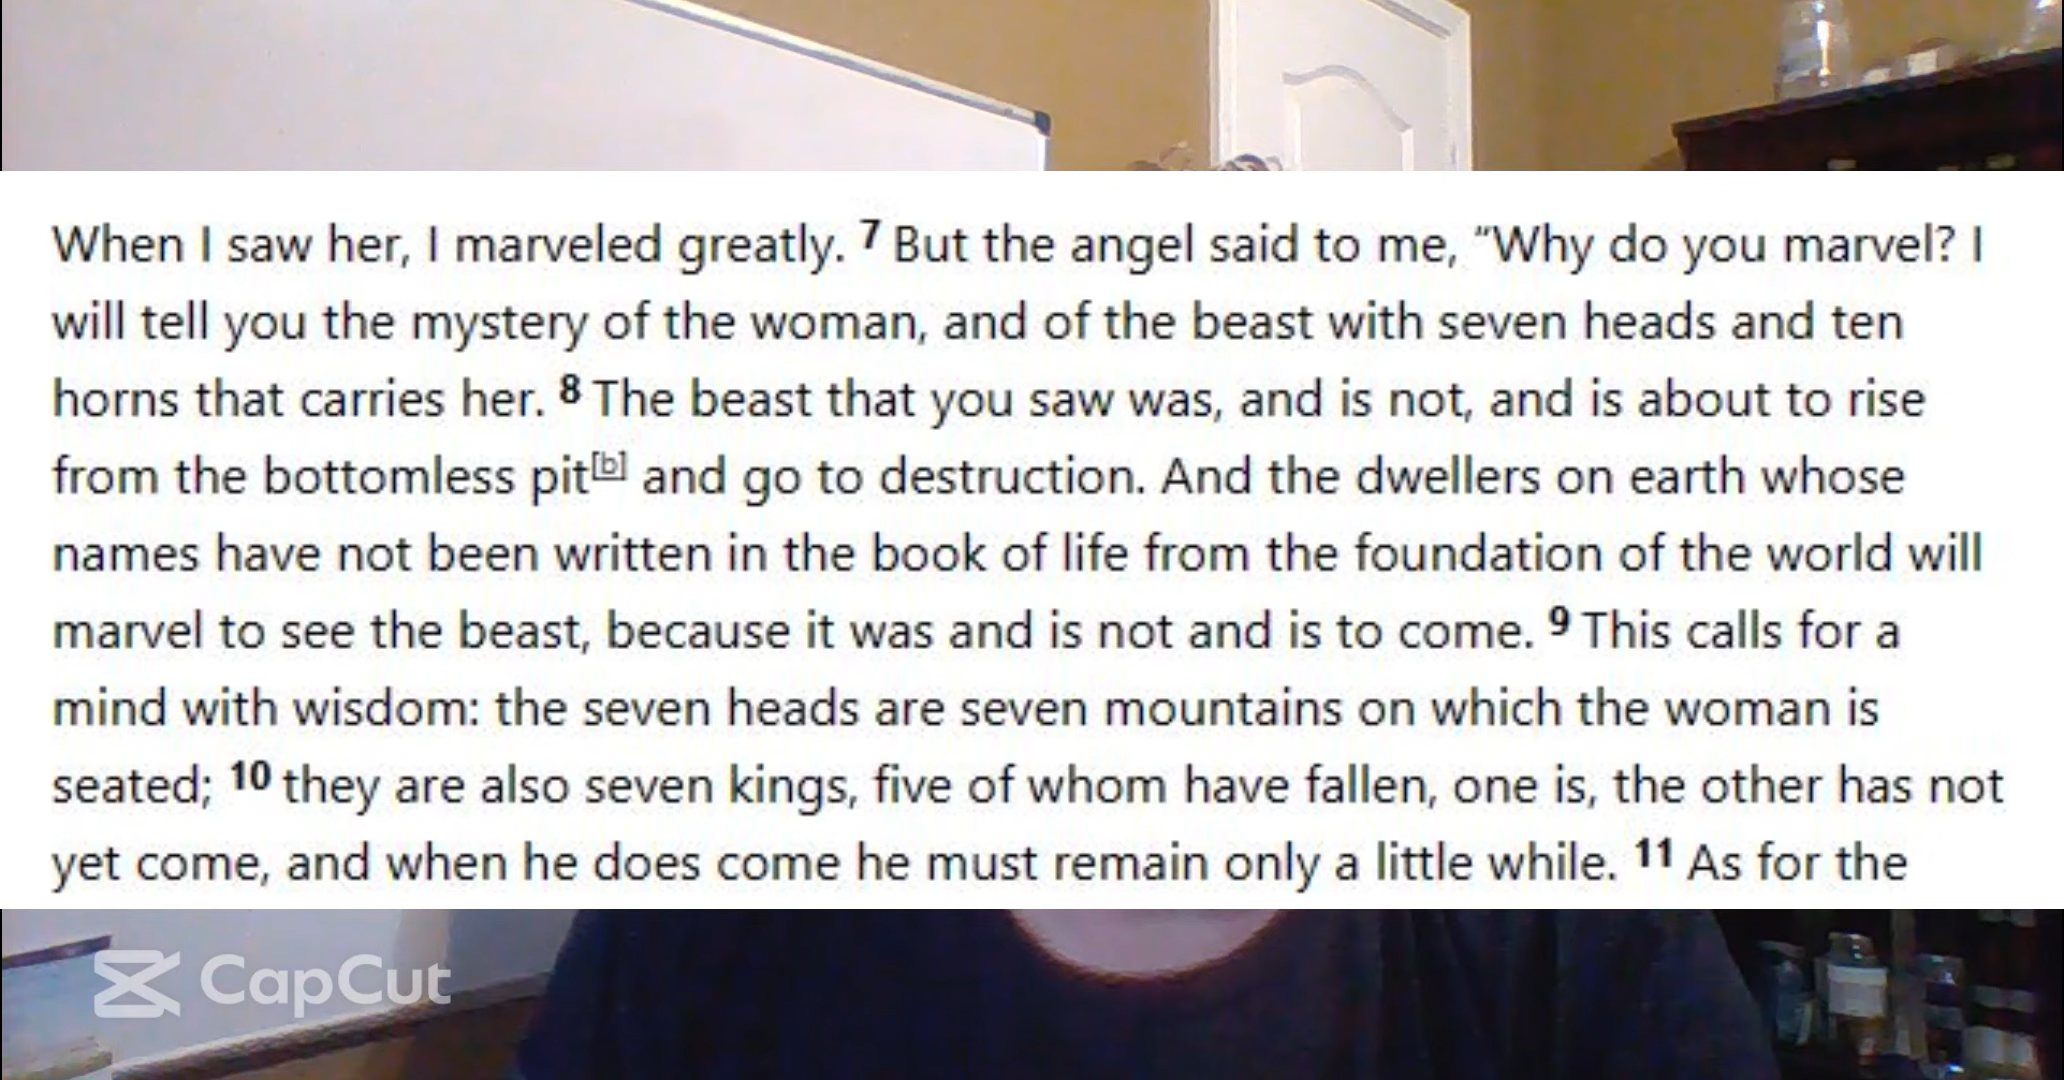 When I saw her, I marveled greatly. 7 But the angel said to me, “Why do you marvel? I
will tell you the mystery of the woman, and of the beast with seven heads and ten
horns that carries her. 8 The beast that you saw was, and is not, and is about to rise
from the bottomless pit[b] and go to destruction. And the dwellers on earth whose
names have not been written in the book of life from the foundation of the world will
marvel to see the beast, because it was and is not and is to come. 9 This calls for a
mind with wisdom: the seven heads are seven mountains on which the woman is
seated; 10 they are also seven kings, five of whom have fallen, one is, the other has not
yet come, and when he does come he must remain only a little while. 11 As for the
CapCut